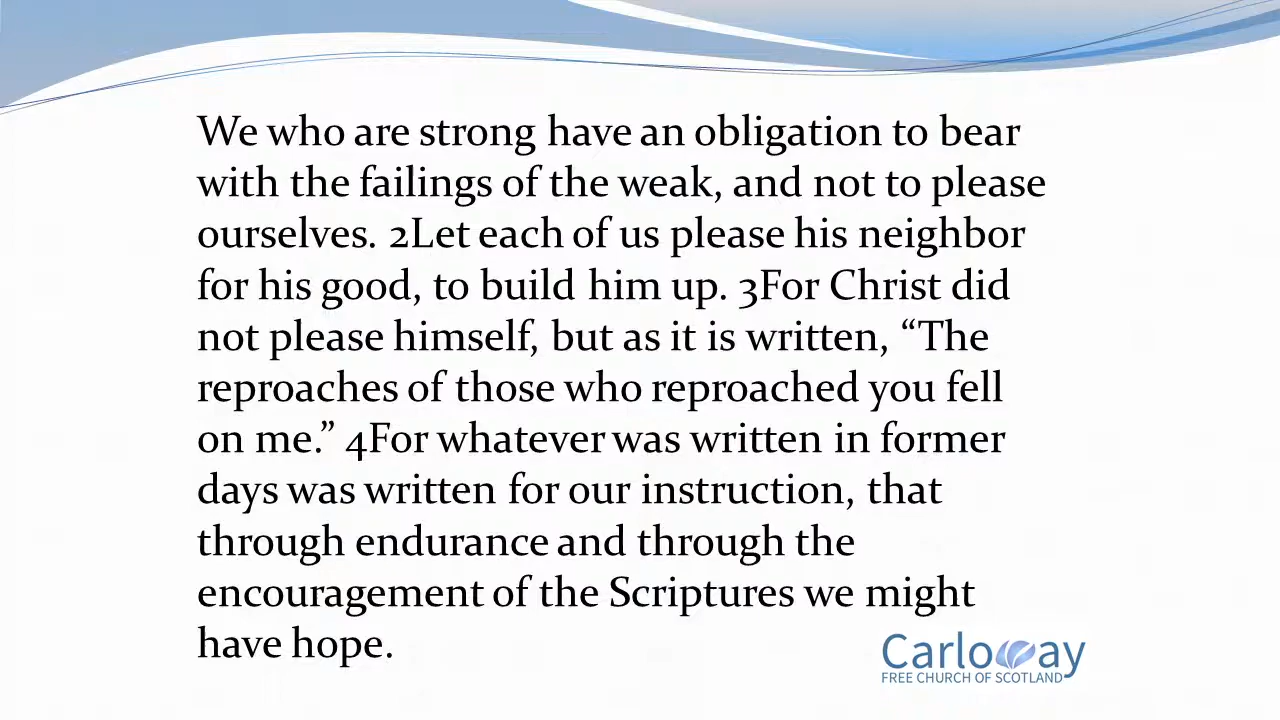 We who are strong have an obligation to bear
with the failings of the weak, and not to please
ourselves. 2Let each of us please his neighbor
for his good, to build him up. 3For Christ did
not please himself, but as it is written, “The
reproaches of those who reproached you fell
on me.” 4For whatever was written in former
days was written for our instruction, that
through endurance and through the
encouragement of the Scriptures we might
have hope.
Carloway
FREE CHURCH OF SCOTLAND